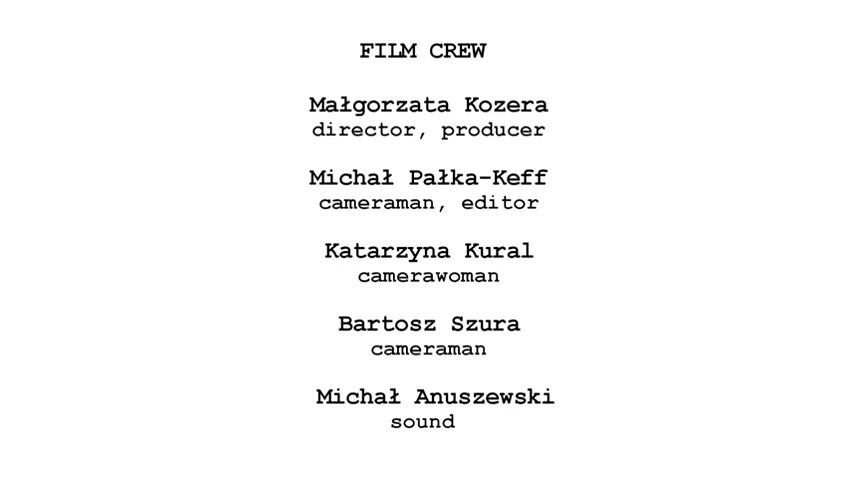 FILM CREW
Małgorzata Kozera
director, producer
Michał Pałka-Keff
cameraman, editor
Katarzyna Kural
camerawoman
Bartosz Szura
cameraman
Michał Anuszewski
sound